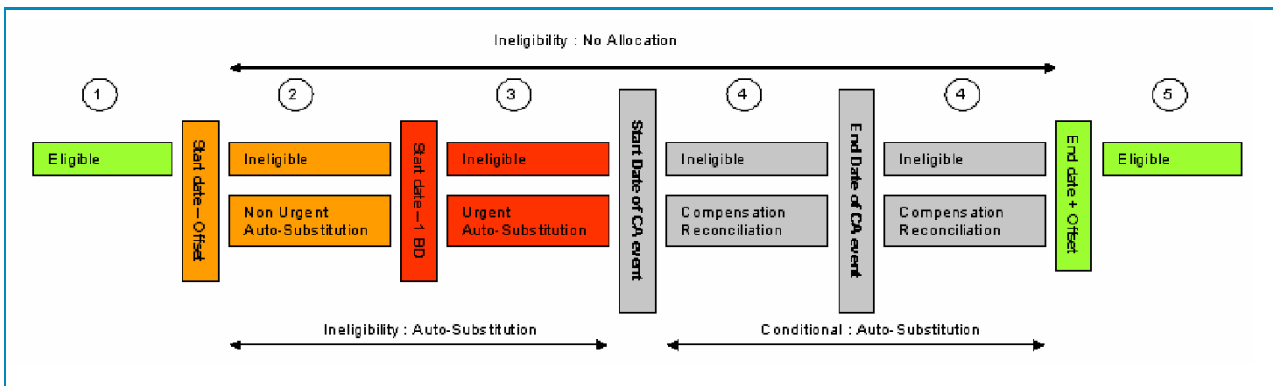 Ineligibility : No Allocation
1
2
3
4
4
5
Eligible
Start date – Offset
Ineligible
Non Urgent
Auto-Substitution
Start date – 1 BD
Ineligible
Urgent
Auto-Substitution
Start Date of CA event
Ineligible
Compensation
Reconciliation
End Date of CA event
Ineligible
Compensation
Reconciliation
End date + Offset
Eligible
Ineligibility : Auto-Substitution
Conditional : Auto-Substitution